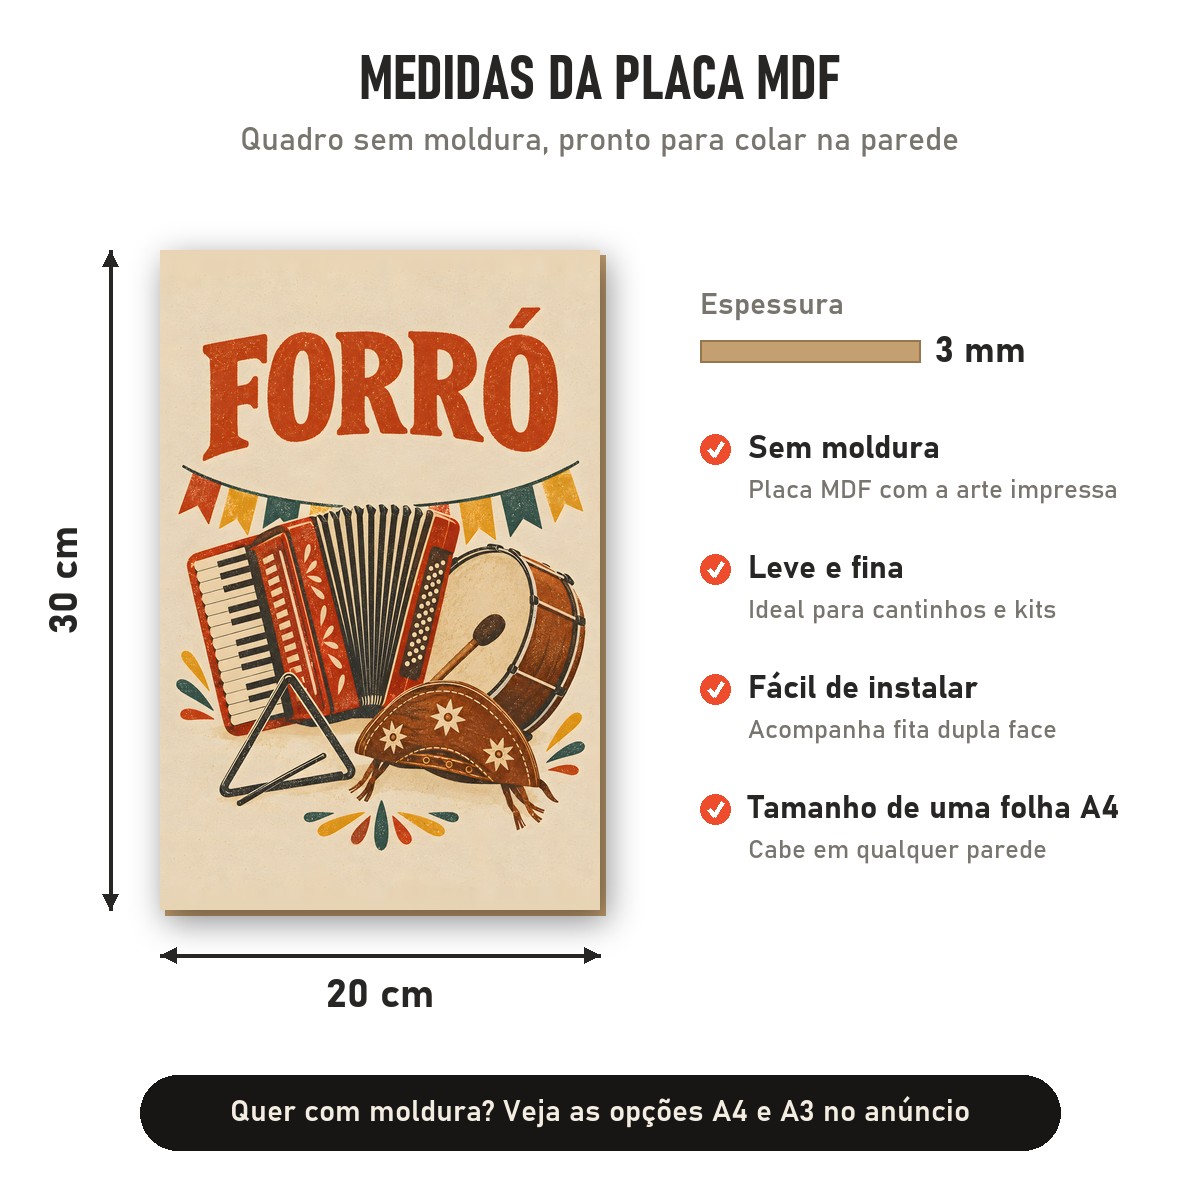 MEDIDAS DA PLACA MDF
Quadro sem moldura, pronto para colar na parede
FORRÓ
30 cm
20 cm
Espessura
3 mm
Sem moldura
Placa MDF com a arte impressa
Leve e fina
Ideal para cantinhos e kits
Fácil de instalar
Acompanha fita dupla face
Tamanho de uma folha A4
Cabe em qualquer parede
Quer com moldura? Veja as opções A4 e A3 no anúncio